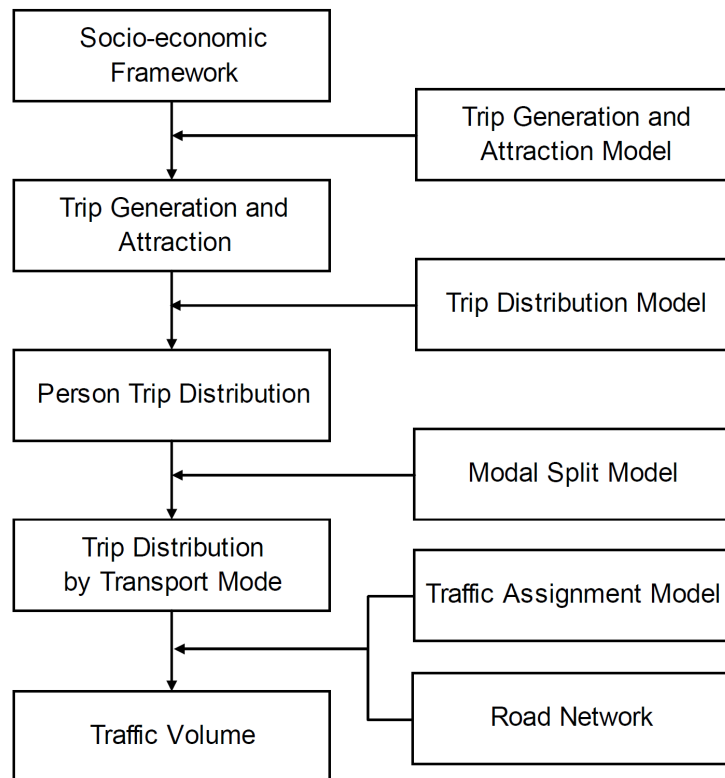 Socio-economic
Framework
Trip Generation and
Attraction Model
Trip Generation and
Attraction
Trip Distribution Model
Person Trip Distribution
Modal Split Model
Trip Distribution
by Transport Mode
Traffic Assignment Model
Road Network
Traffic Volume